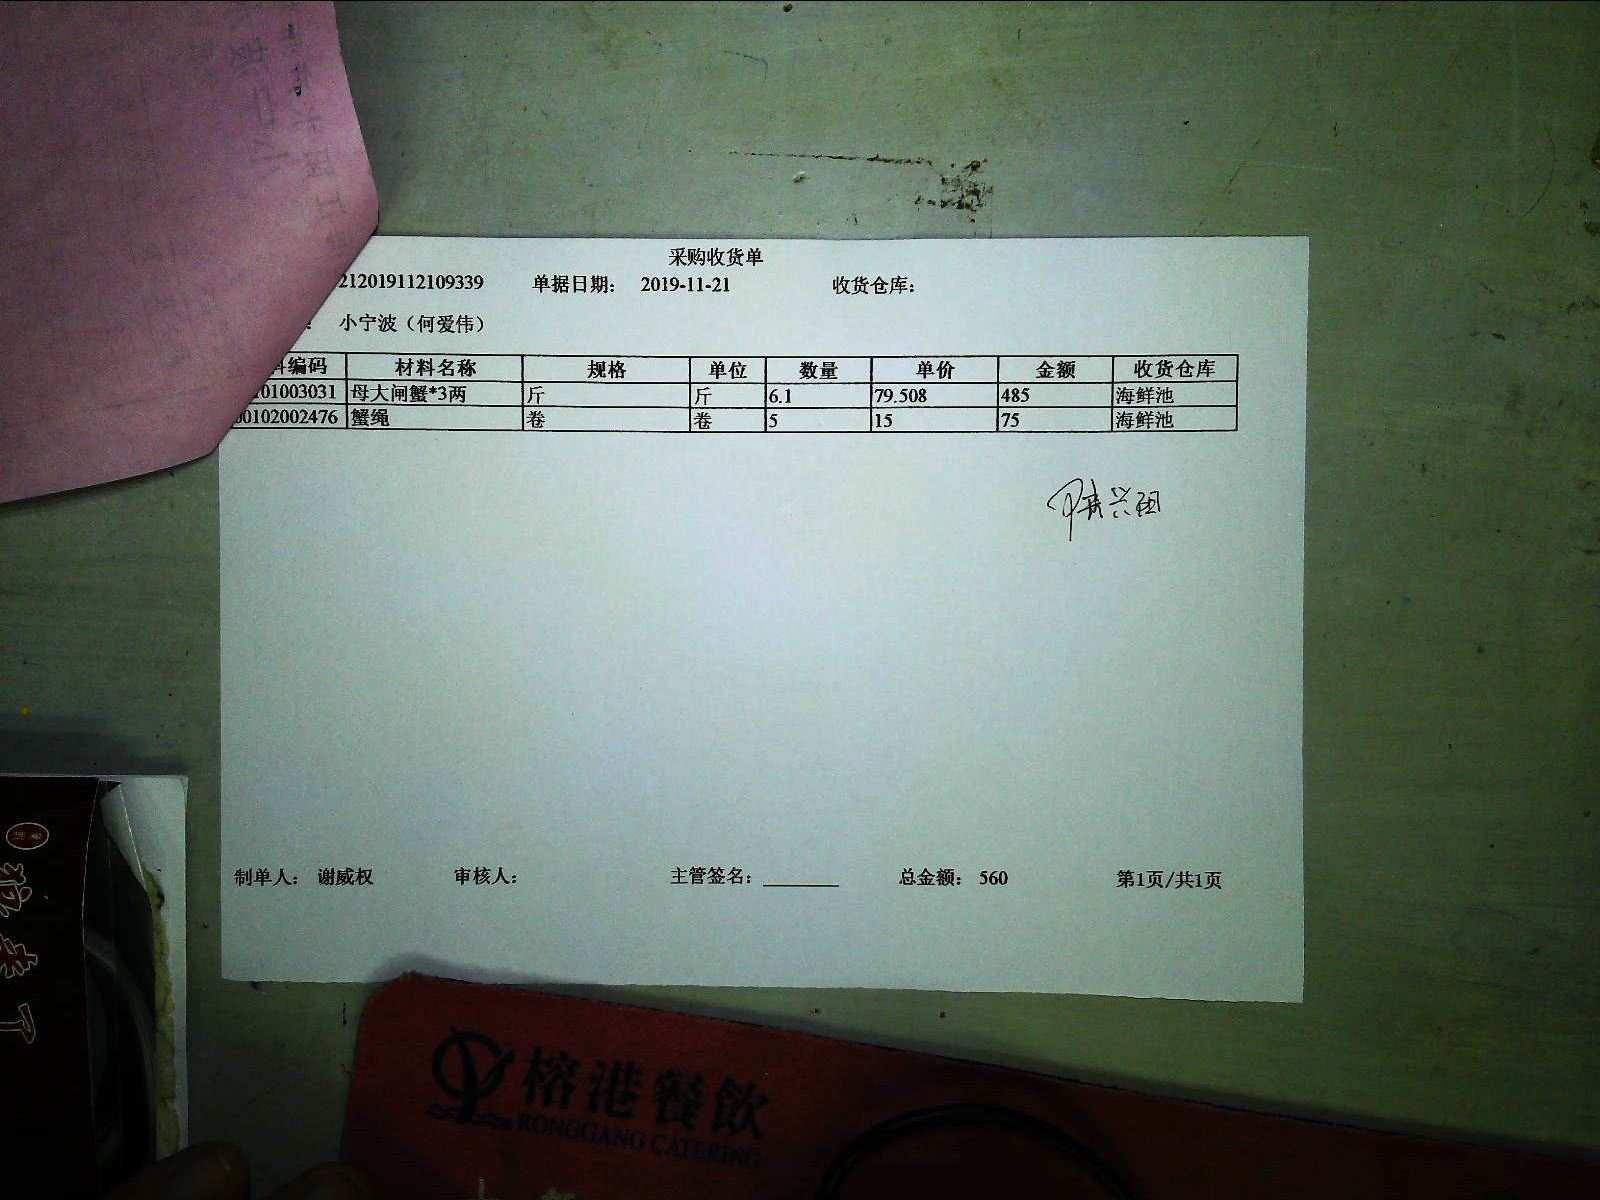 采购收货单
212019112109339 单据日期： 2019-11-21 收货仓库：
： 小宁波（何爱伟）
编码 材料名称 规格 单位 数量 单价 金额 收货仓库
01003031 母大闸蟹*3两 斤 斤 6.1 79.508 485 海鲜池
00102002476 蟹绳 卷 卷 5 15 75 海鲜池
制单人： 谢威权 审核人： 主管签名：______ 总金额： 560 第1页/共1页
榕港餐飲
RONGGANG CATERING